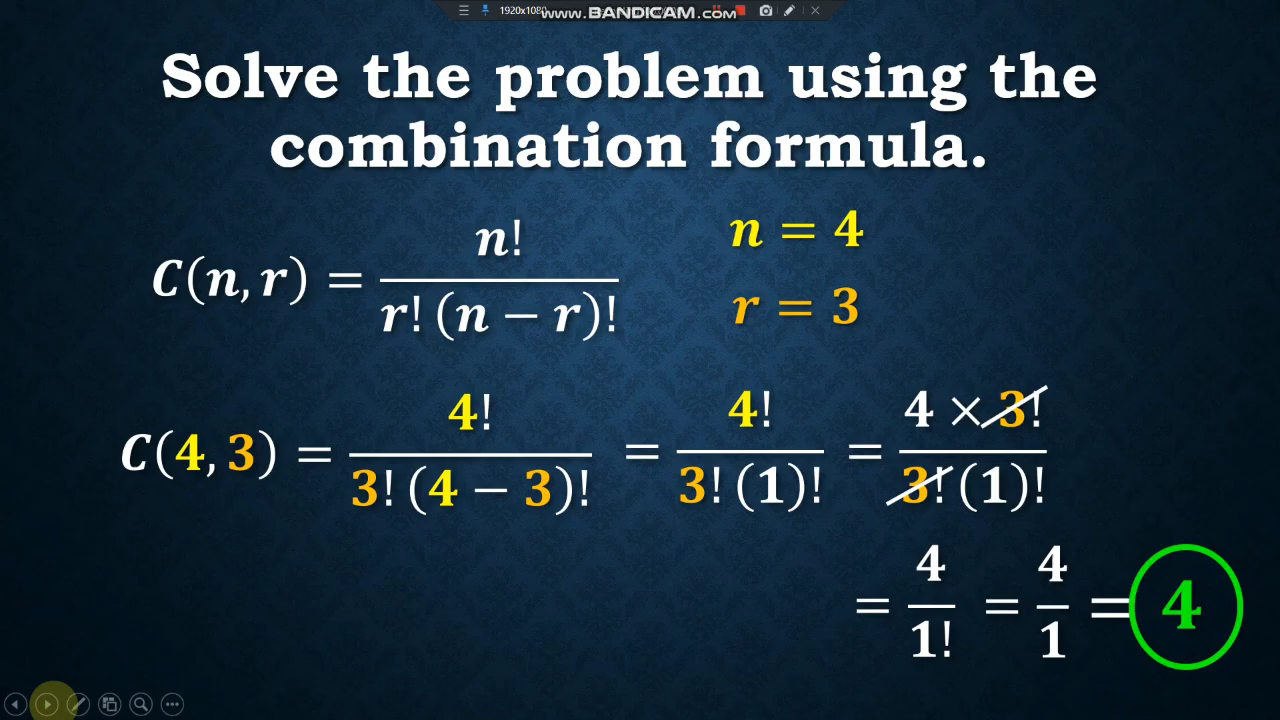 1920x1080
www.BANDICAM.com
Solve the problem using the
combination formula.
C(n, r) = n! / r! (n − r)!
n = 4
r = 3
C(4, 3) = 4! / 3! (4 − 3)! = 4! / 3! (1)! = 4 × 3! / 3! (1)!
= 4 / 1! = 4 / 1 = 4